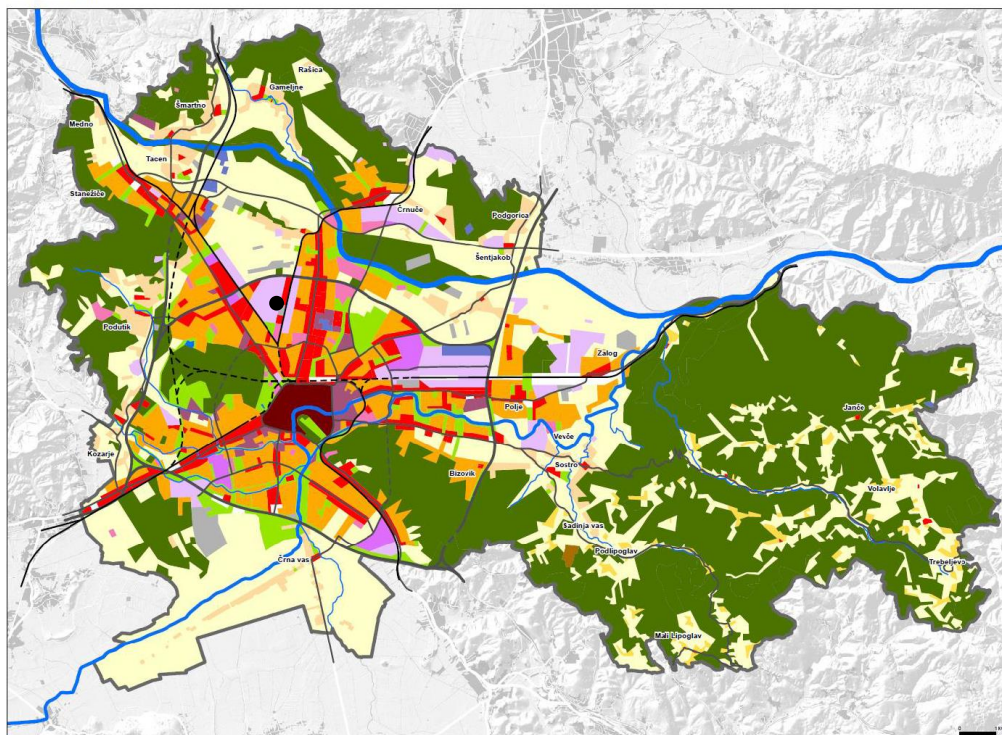 Rašica
Gameljne
Šmartno
Medno
Tacen
Stanežiče
Črnuče
Podgorica
Šentjakob
Podutik
Zalog
Polje
Janče
Vevče
Kozarje
Bizovik
Sostro
Volavlje
Sadinja vas
Podlipoglav
Črna vas
Trebeljevo
Mali Lipoglav